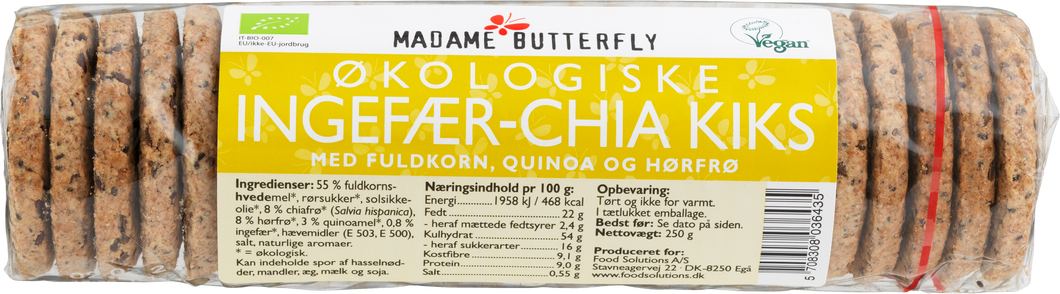 IT-BIO-007
EU/ikke-EU-jordbrug
MADAME BUTTERFLY
Vegan
ØKOLOGISKE
INGEFÆR-CHIA KIKS
MED FULDKORN, QUINOA OG HØRFRØ
Ingredienser: 55 % fuldkorns-
hvedemel*, rørsukker*, solsikke-
olie*, 8 % chiafrø* (Salvia hispanica),
8 % hørfrø*, 3 % quinoamel*, 0,8 %
ingefær*, hævemidler (E 503, E 500),
salt, naturlige aromaer.
* = økologisk.
Kan indeholde spor af hasselnød-
der, mandler, æg, mælk og soja.
Næringsindhold pr 100 g:
Energi..........1958 kJ / 468 kcal
Fedt................................22 g
- heraf mættede fedtsyrer 2,4 g
Kulhydrat.........................54 g
- heraf sukkerarter............16 g
Kostfibre.........................9,1 g
Protein............................9,0 g
Salt...............................0,55 g
Opbevaring:
Tørt og ikke for varmt.
I tætlukket emballage.
Bedst før: Se dato på siden.
Nettovægt: 250 g
Produceret for:
Food Solutions A/S
Stavneagervej 22 · DK-8250 Egå
www.foodsolutions.dk
5 708308 036435